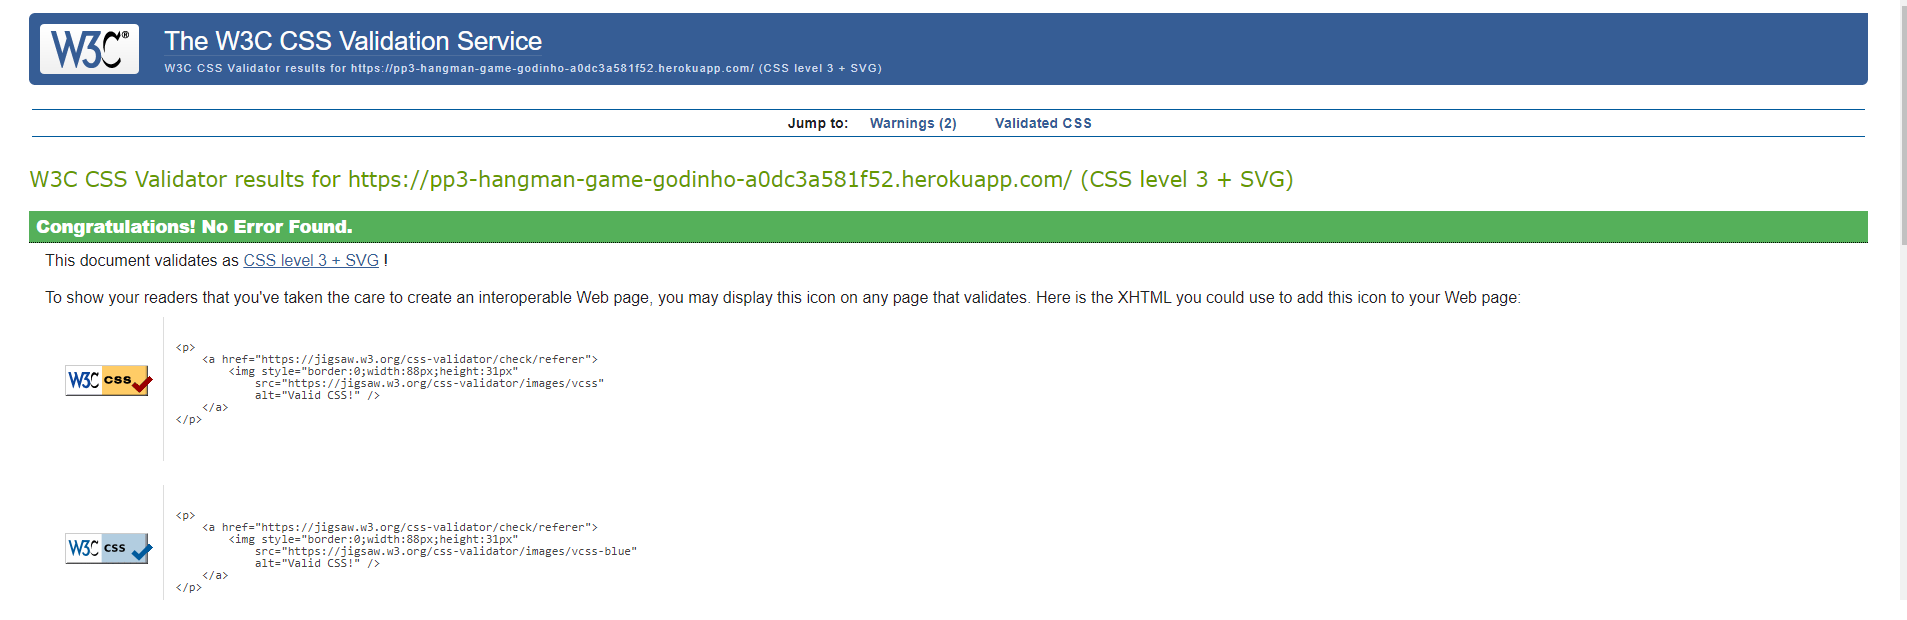 W3C® The W3C CSS Validation Service
W3C CSS Validator results for https://pp3-hangman-game-godinho-a0dc3a581f52.herokuapp.com/ (CSS level 3 + SVG)
Jump to: Warnings (2) Validated CSS
W3C CSS Validator results for https://pp3-hangman-game-godinho-a0dc3a581f52.herokuapp.com/ (CSS level 3 + SVG)
Congratulations! No Error Found.
This document validates as CSS level 3 + SVG !
To show your readers that you've taken the care to create an interoperable Web page, you may display this icon on any page that validates. Here is the XHTML you could use to add this icon to your Web page:
W3C css
<p>
<a href="https://jigsaw.w3.org/css-validator/check/referer">
<img style="border:0;width:88px;height:31px"
src="https://jigsaw.w3.org/css-validator/images/vcss"
alt="Valid CSS!" />
</a>
</p>
W3C css
<p>
<a href="https://jigsaw.w3.org/css-validator/check/referer">
<img style="border:0;width:88px;height:31px"
src="https://jigsaw.w3.org/css-validator/images/vcss-blue"
alt="Valid CSS!" />
</a>
</p>